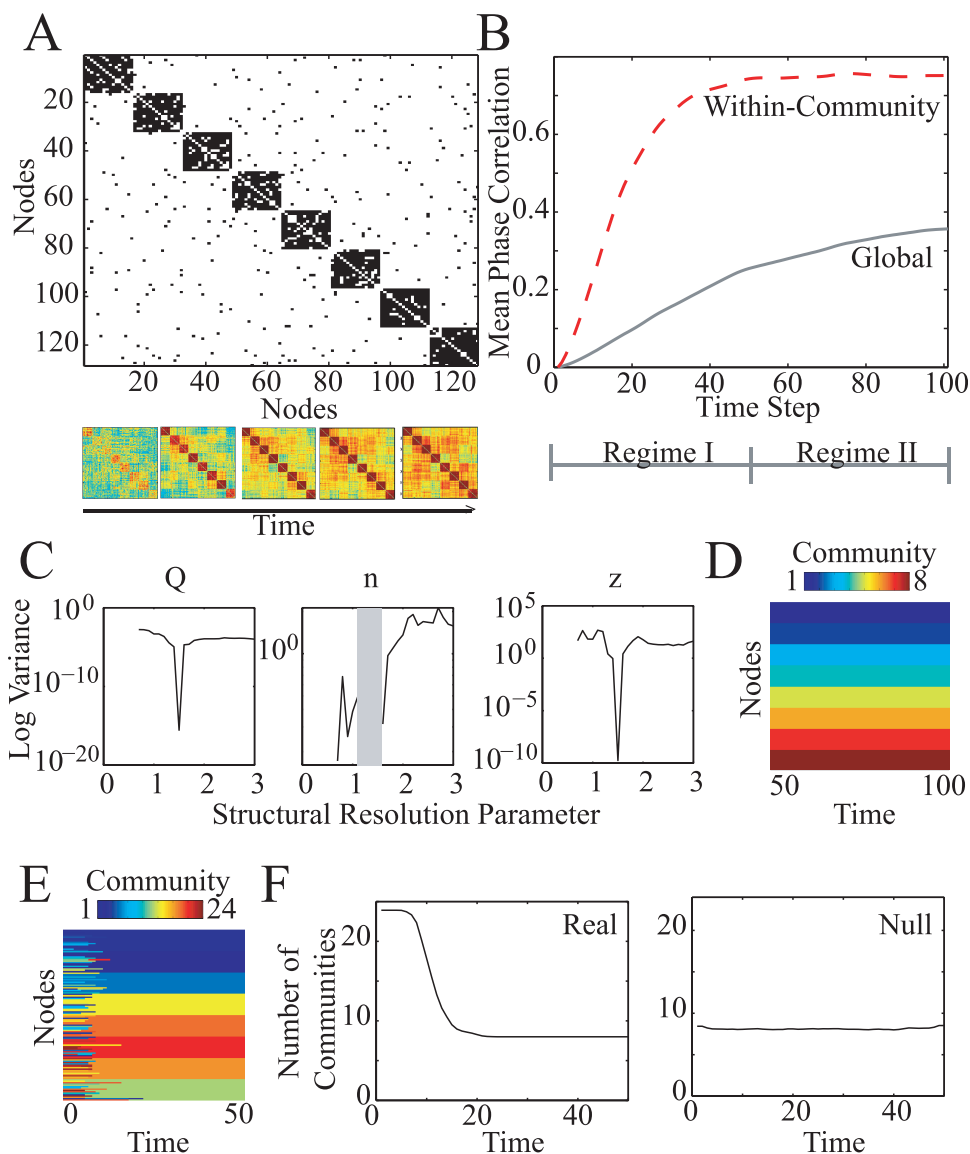 A
Nodes
20
40
60
80
100
120
20 40 60 80 100 120
Nodes
Time
B
Mean Phase Correlation
0.6
0.4
0.2
0
Within-Community
Global
0 20 40 60 80 100
Time Step
Regime I
Regime II
C
Log Variance
Q
10^0
10^-10
10^-20
0 1 2 3
n
10^0
0 1 2 3
z
10^5
10^0
10^-5
10^-10
0 1 2 3
Structural Resolution Parameter
D
Community
1 8
Nodes
50 100
Time
E
Community
1 24
Nodes
0 50
Time
F
Number of
Communities
Real
20
10
0
0 20 40
Time
Null
20
10
0
0 20 40
Time